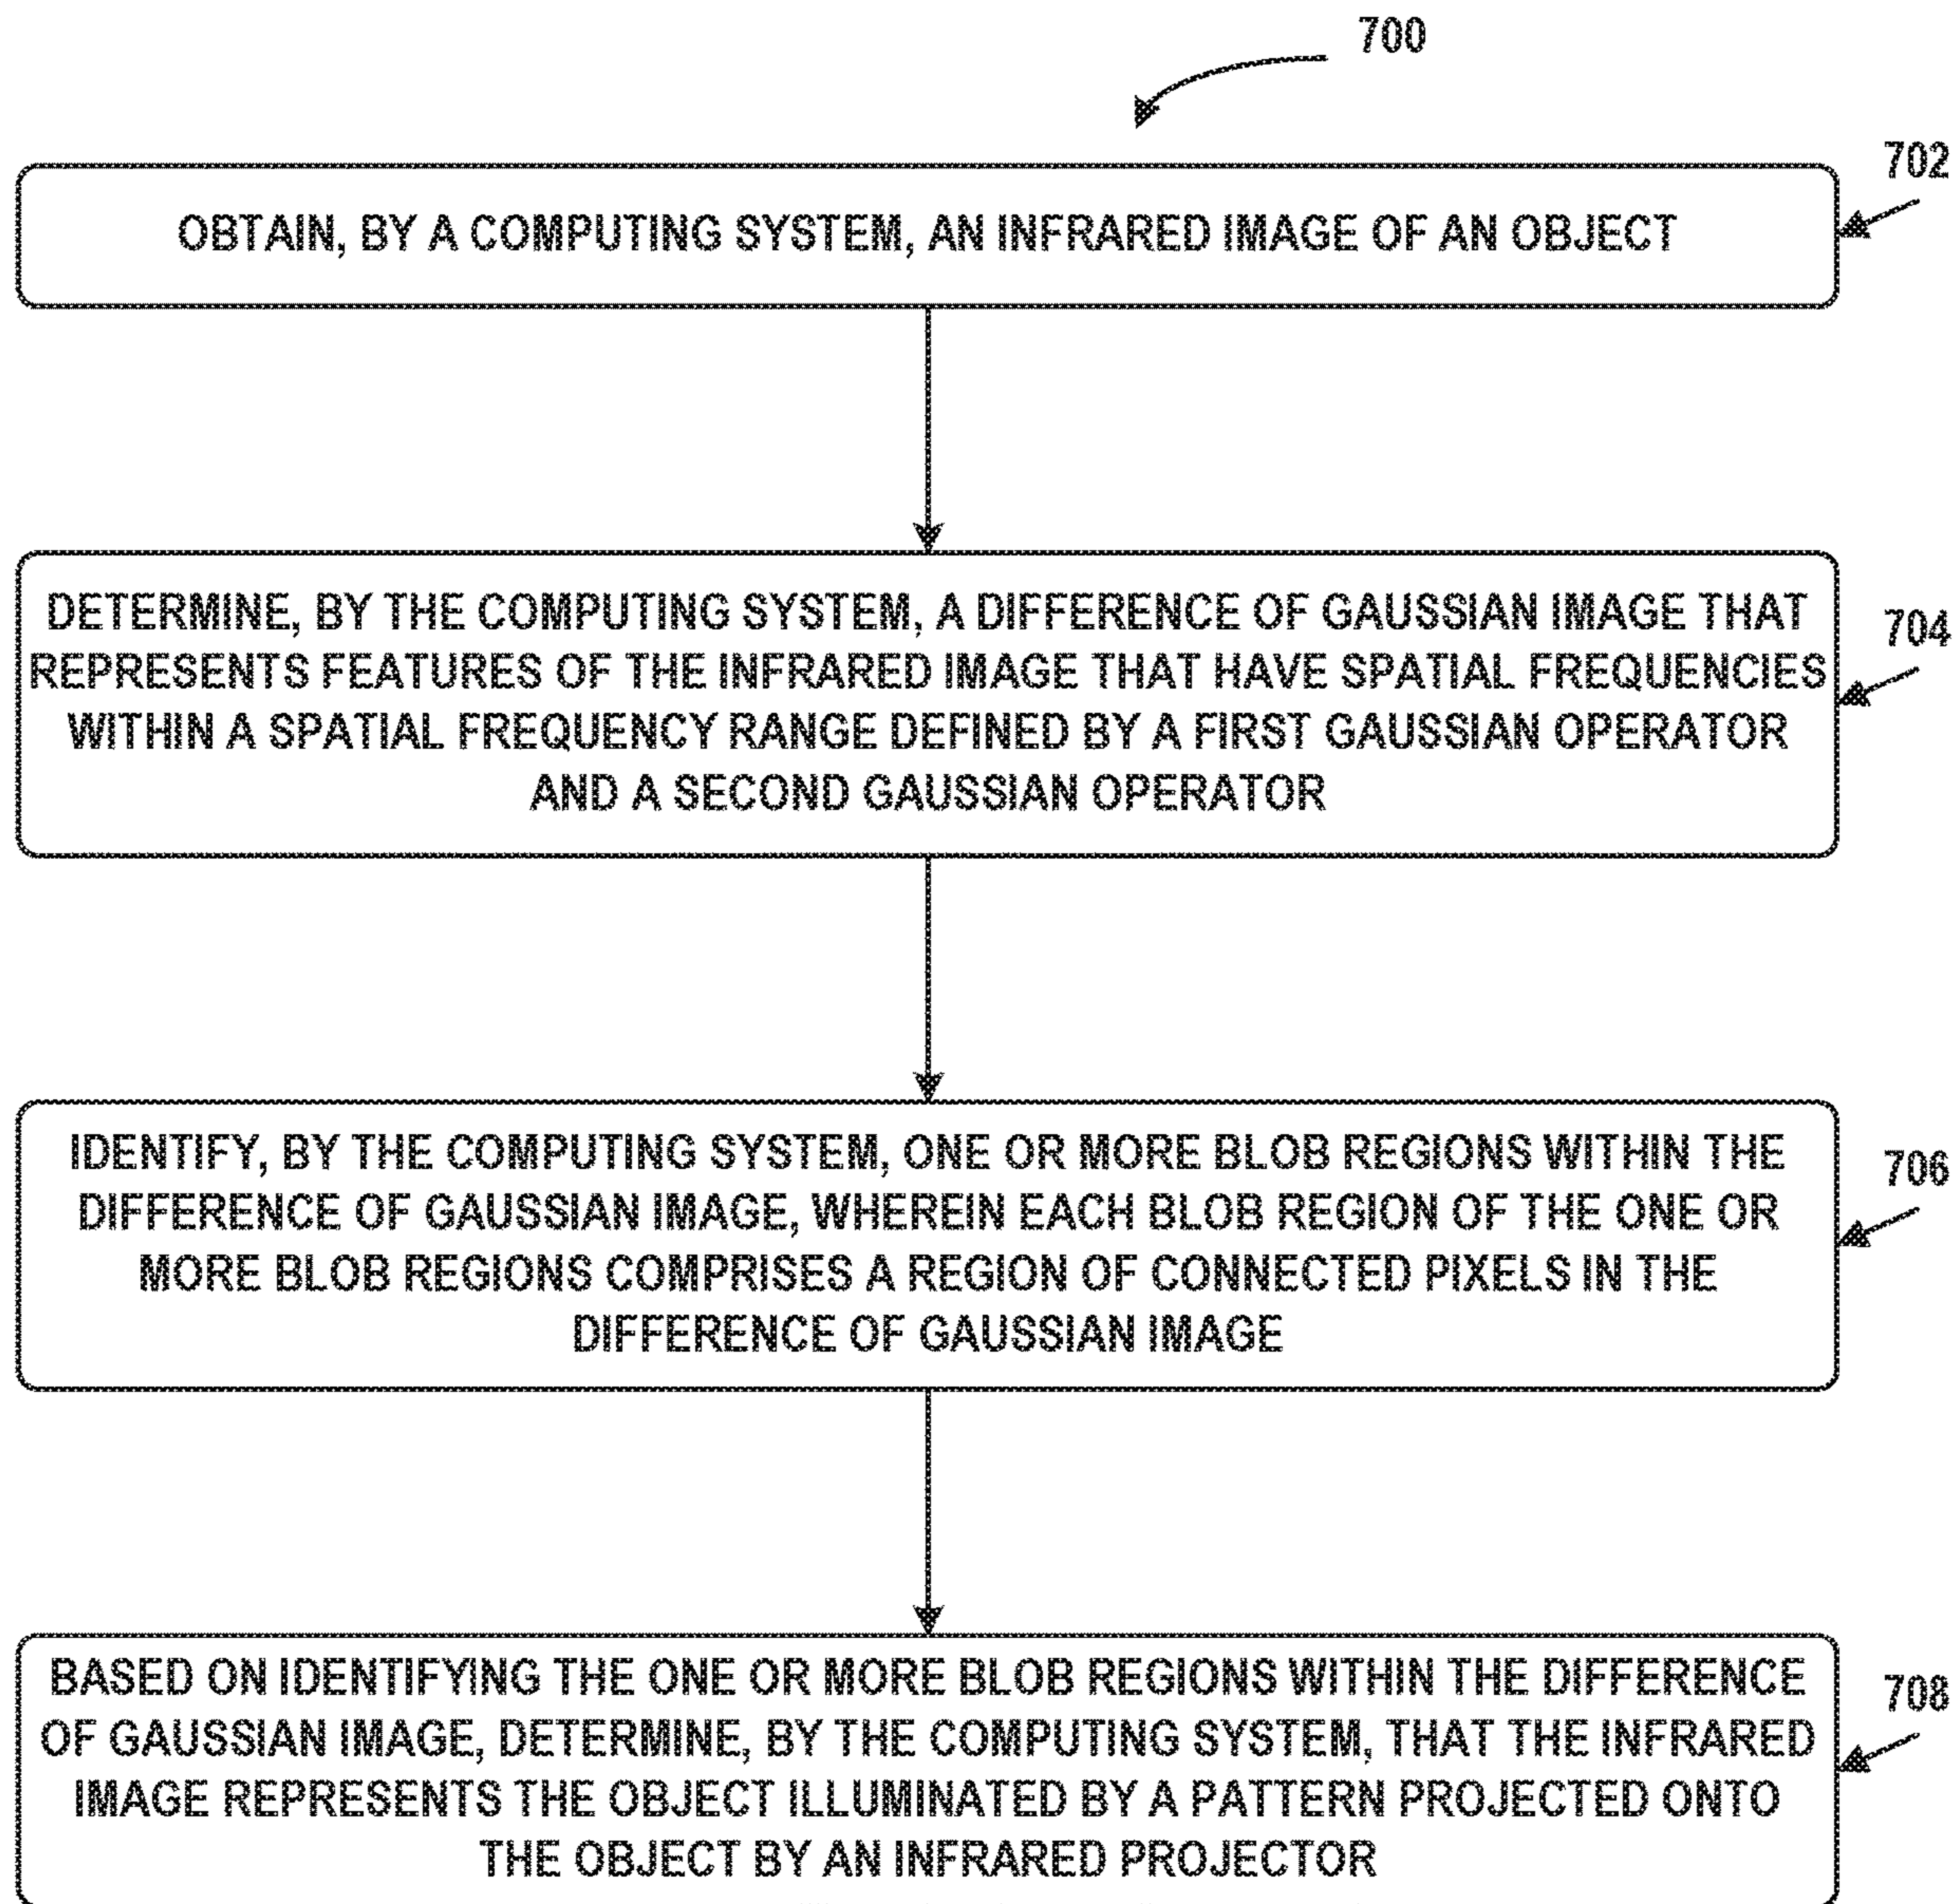 700
702
OBTAIN, BY A COMPUTING SYSTEM, AN INFRARED IMAGE OF AN OBJECT
704
DETERMINE, BY THE COMPUTING SYSTEM, A DIFFERENCE OF GAUSSIAN IMAGE THAT
REPRESENTS FEATURES OF THE INFRARED IMAGE THAT HAVE SPATIAL FREQUENCIES
WITHIN A SPATIAL FREQUENCY RANGE DEFINED BY A FIRST GAUSSIAN OPERATOR
AND A SECOND GAUSSIAN OPERATOR
706
IDENTIFY, BY THE COMPUTING SYSTEM, ONE OR MORE BLOB REGIONS WITHIN THE
DIFFERENCE OF GAUSSIAN IMAGE, WHEREIN EACH BLOB REGION OF THE ONE OR
MORE BLOB REGIONS COMPRISES A REGION OF CONNECTED PIXELS IN THE
DIFFERENCE OF GAUSSIAN IMAGE
708
BASED ON IDENTIFYING THE ONE OR MORE BLOB REGIONS WITHIN THE DIFFERENCE
OF GAUSSIAN IMAGE, DETERMINE, BY THE COMPUTING SYSTEM, THAT THE INFRARED
IMAGE REPRESENTS THE OBJECT ILLUMINATED BY A PATTERN PROJECTED ONTO
THE OBJECT BY AN INFRARED PROJECTOR